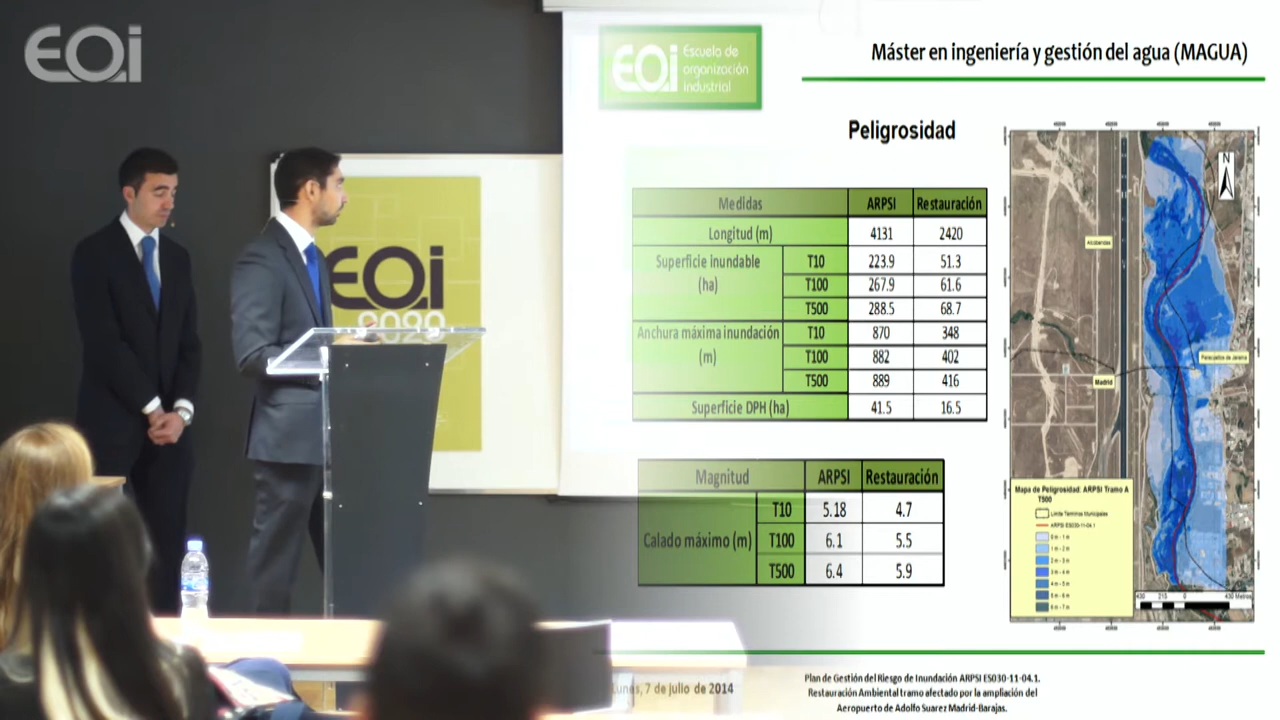 EOi
EOi Escuela de
organización
industrial
Máster en ingeniería y gestión del agua (MAGUA)
Peligrosidad
EOi
2020
Medidas ARPSI Restauración
Longitud (m) 4131 2420
Superficie inundable (ha) T10 223.9 51.3
T100 267.9 61.6
T500 288.5 68.7
Anchura máxima inundación (m) T10 870 348
T100 882 402
T500 889 416
Superficie DPH (ha) 41.5 16.5
Magnitud ARPSI Restauración
Calado máximo (m) T10 5.18 4.7
T100 6.1 5.5
T500 6.4 5.9
N
Alcobendas
Paracuellos de Jarama
Madrid
Mapa de Peligrosidad: ARPSI Tramo A
T500
Límite Términos Municipales
ARPSI ES030-11-04.1
0 m - 1 m
1 m - 2 m
2 m - 3 m
3 m - 4 m
4 m - 5 m
5 m - 6 m
6 m - 7 m
430 215 0 430 Metros
Lunes, 7 de julio de 2014
Plan de Gestión del Riesgo de Inundación ARPSI ES030-11-04.1.
Restauración Ambiental tramo afectado por la ampliación del
Aeropuerto de Adolfo Suarez Madrid-Barajas.